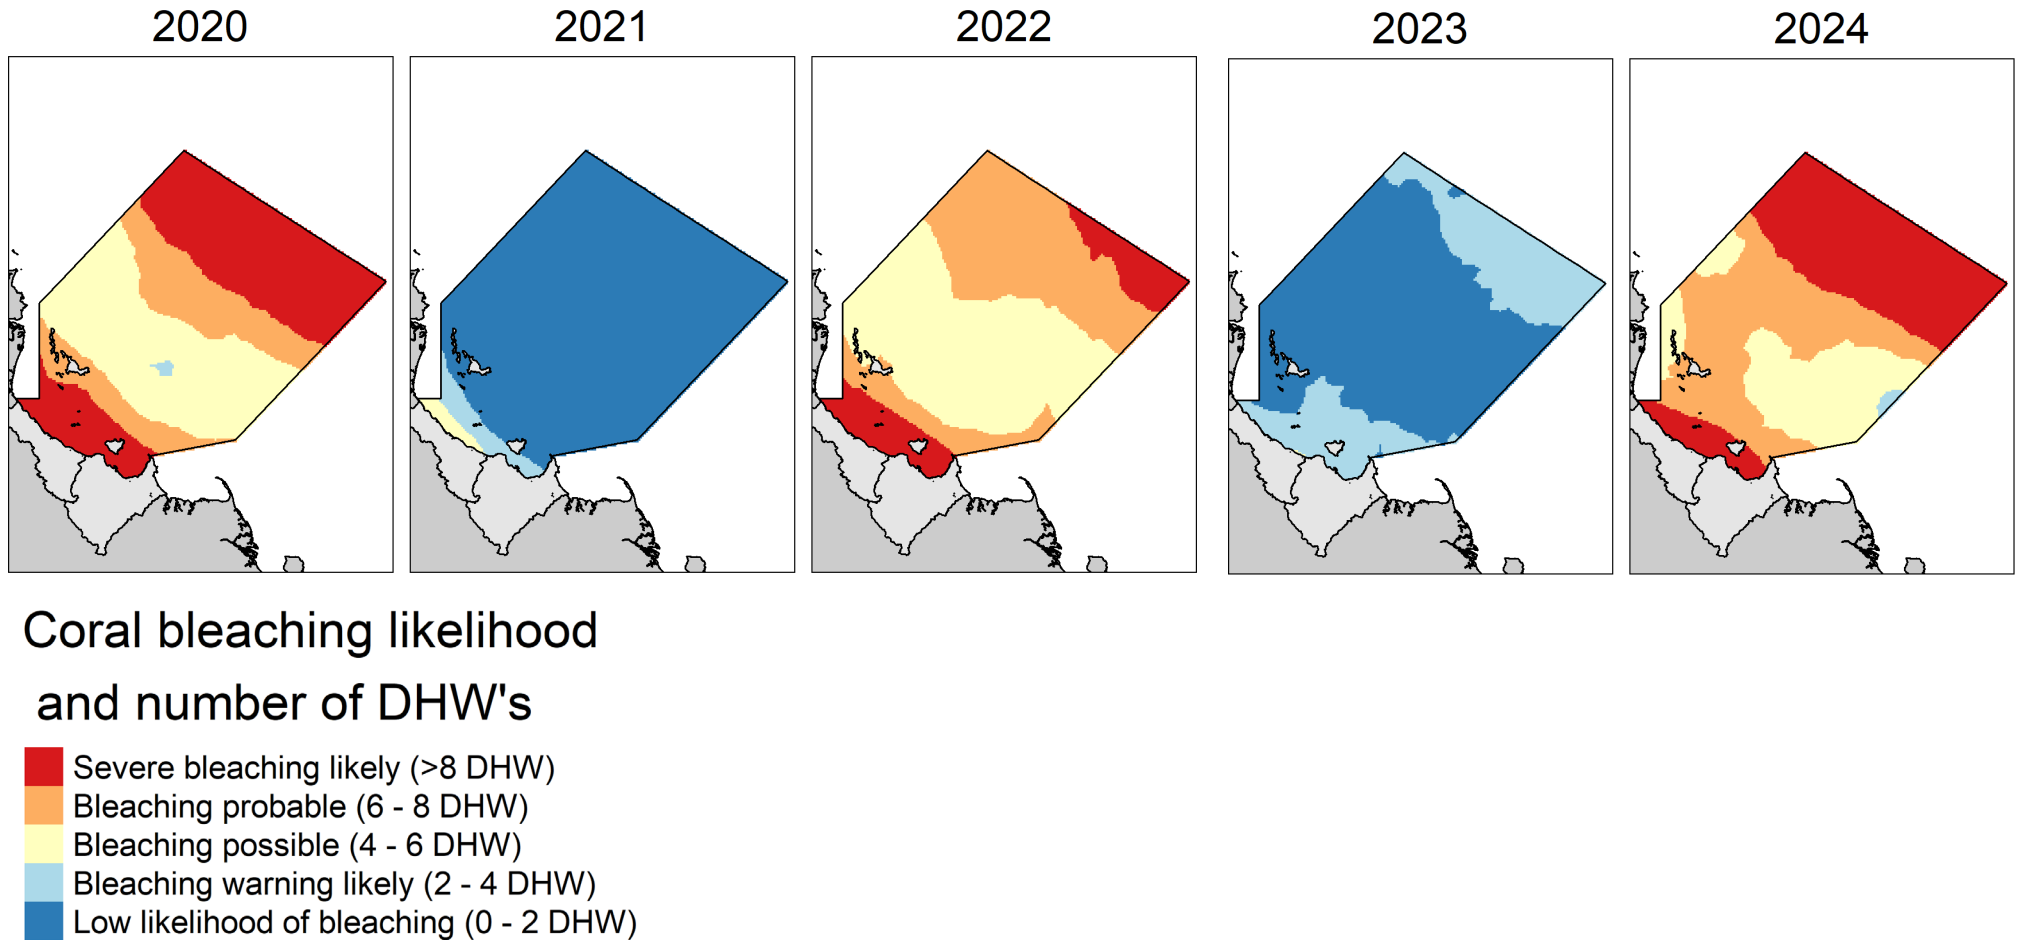 2020
2021
2022
2023
2024
Coral bleaching likelihood
and number of DHW's
Severe bleaching likely (>8 DHW)
Bleaching probable (6 - 8 DHW)
Bleaching possible (4 - 6 DHW)
Bleaching warning likely (2 - 4 DHW)
Low likelihood of bleaching (0 - 2 DHW)